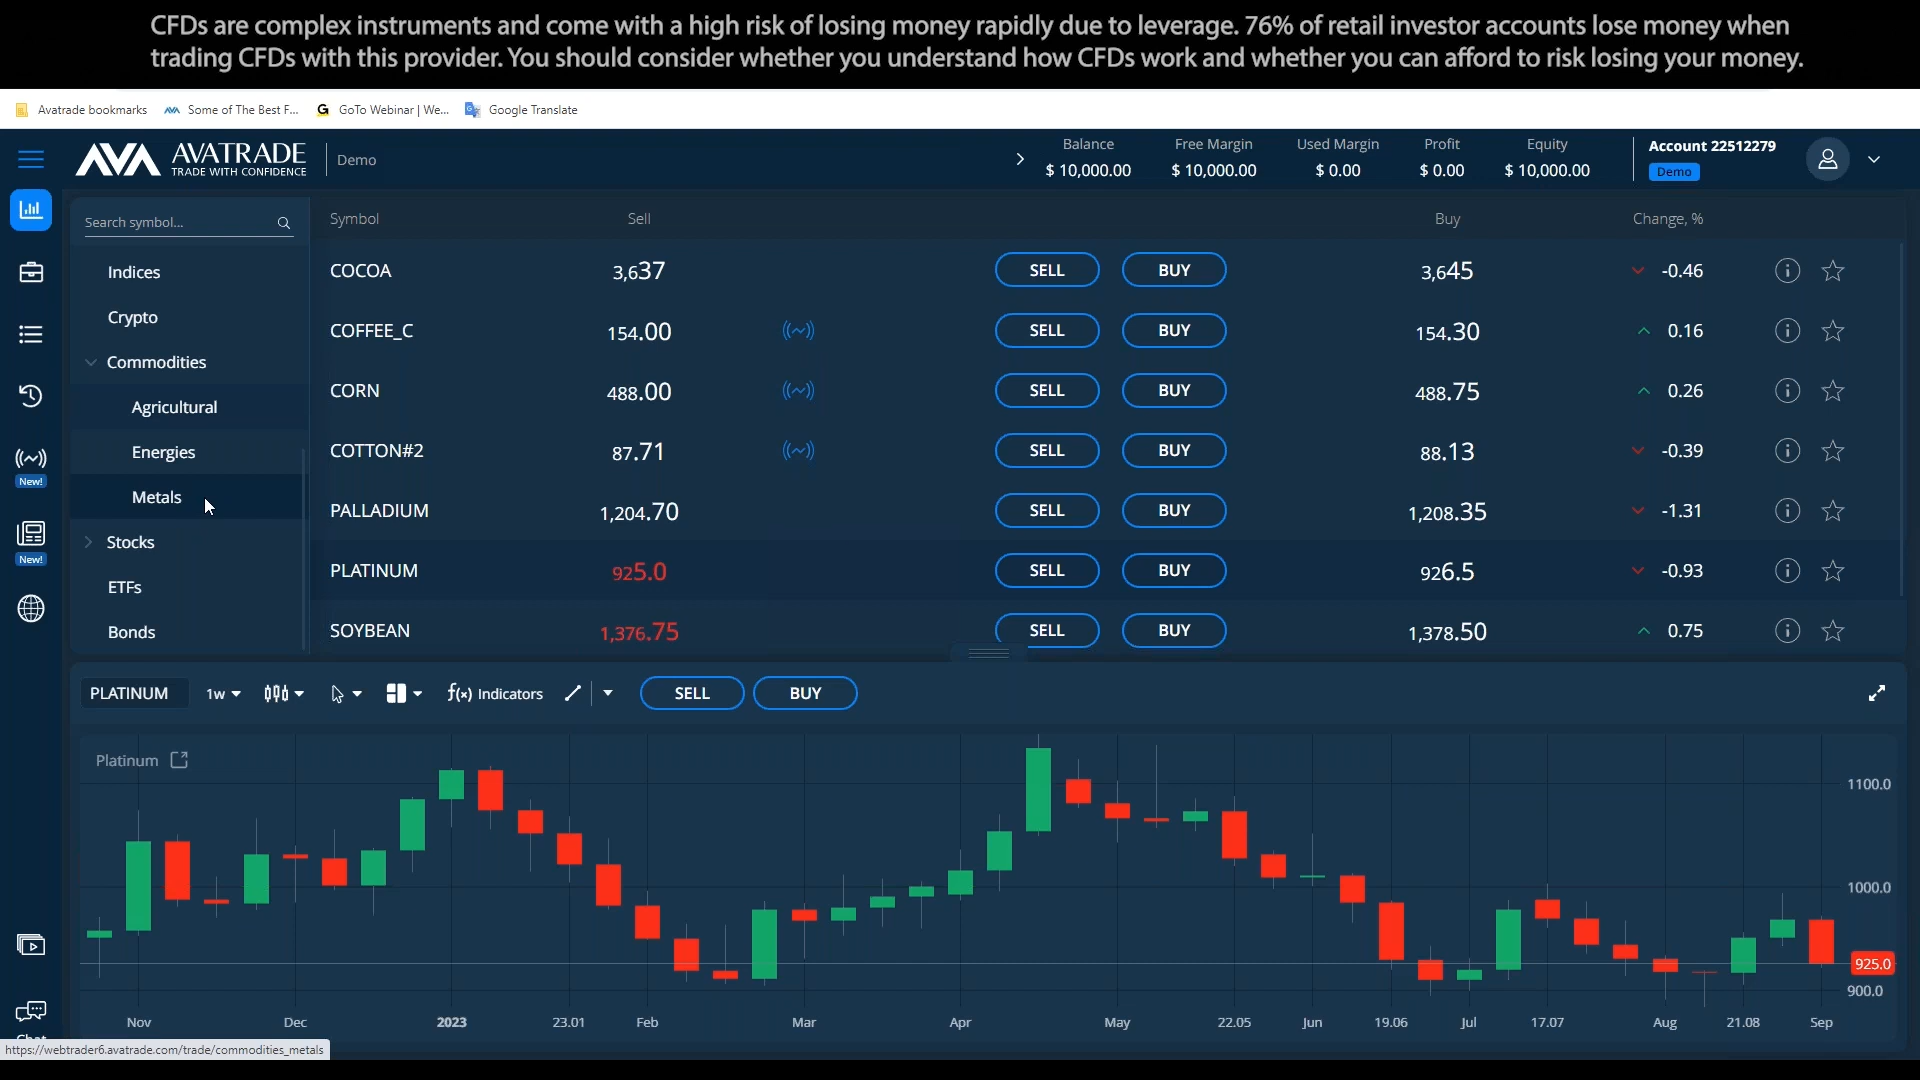 CFDs are complex instruments and come with a high risk of losing money rapidly due to leverage. 76% of retail investor accounts lose money when
trading CFDs with this provider. You should consider whether you understand how CFDs work and whether you can afford to risk losing your money.
Avatrade bookmarks Some of The Best F... GoTo Webinar | We... Google Translate
AVA AVATRADE
TRADE WITH CONFIDENCE
Demo
Balance Free Margin Used Margin Profit Equity
$ 10,000.00 $ 10,000.00 $ 0.00 $ 0.00 $ 10,000.00
Account 22512279
Demo
Search symbol...
Indices
Crypto
Commodities
Agricultural
Energies
Metals
Stocks
ETFs
Bonds
New!
New!
Symbol Sell Buy Change, %
COCOA 3,637 SELL BUY 3,645 -0.46
COFFEE_C 154.00 SELL BUY 154.30 0.16
CORN 488.00 SELL BUY 488.75 0.26
COTTON#2 87.71 SELL BUY 88.13 -0.39
PALLADIUM 1,204.70 SELL BUY 1,208.35 -1.31
PLATINUM 925.0 SELL BUY 926.5 -0.93
SOYBEAN 1,376.75 SELL BUY 1,378.50 0.75
PLATINUM 1w f(x) Indicators SELL BUY
Platinum
1100.0
1000.0
925.0
900.0
Nov Dec 2023 23.01 Feb Mar Apr May 22.05 Jun 19.06 Jul 17.07 Aug 21.08 Sep
Chat
https://webtrader6.avatrade.com/trade/commodities_metals